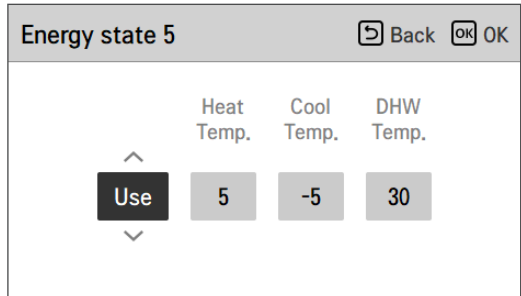 Energy state 5 Back OK OK
Heat Cool DHW
Temp. Temp. Temp.
Use 5 -5 30